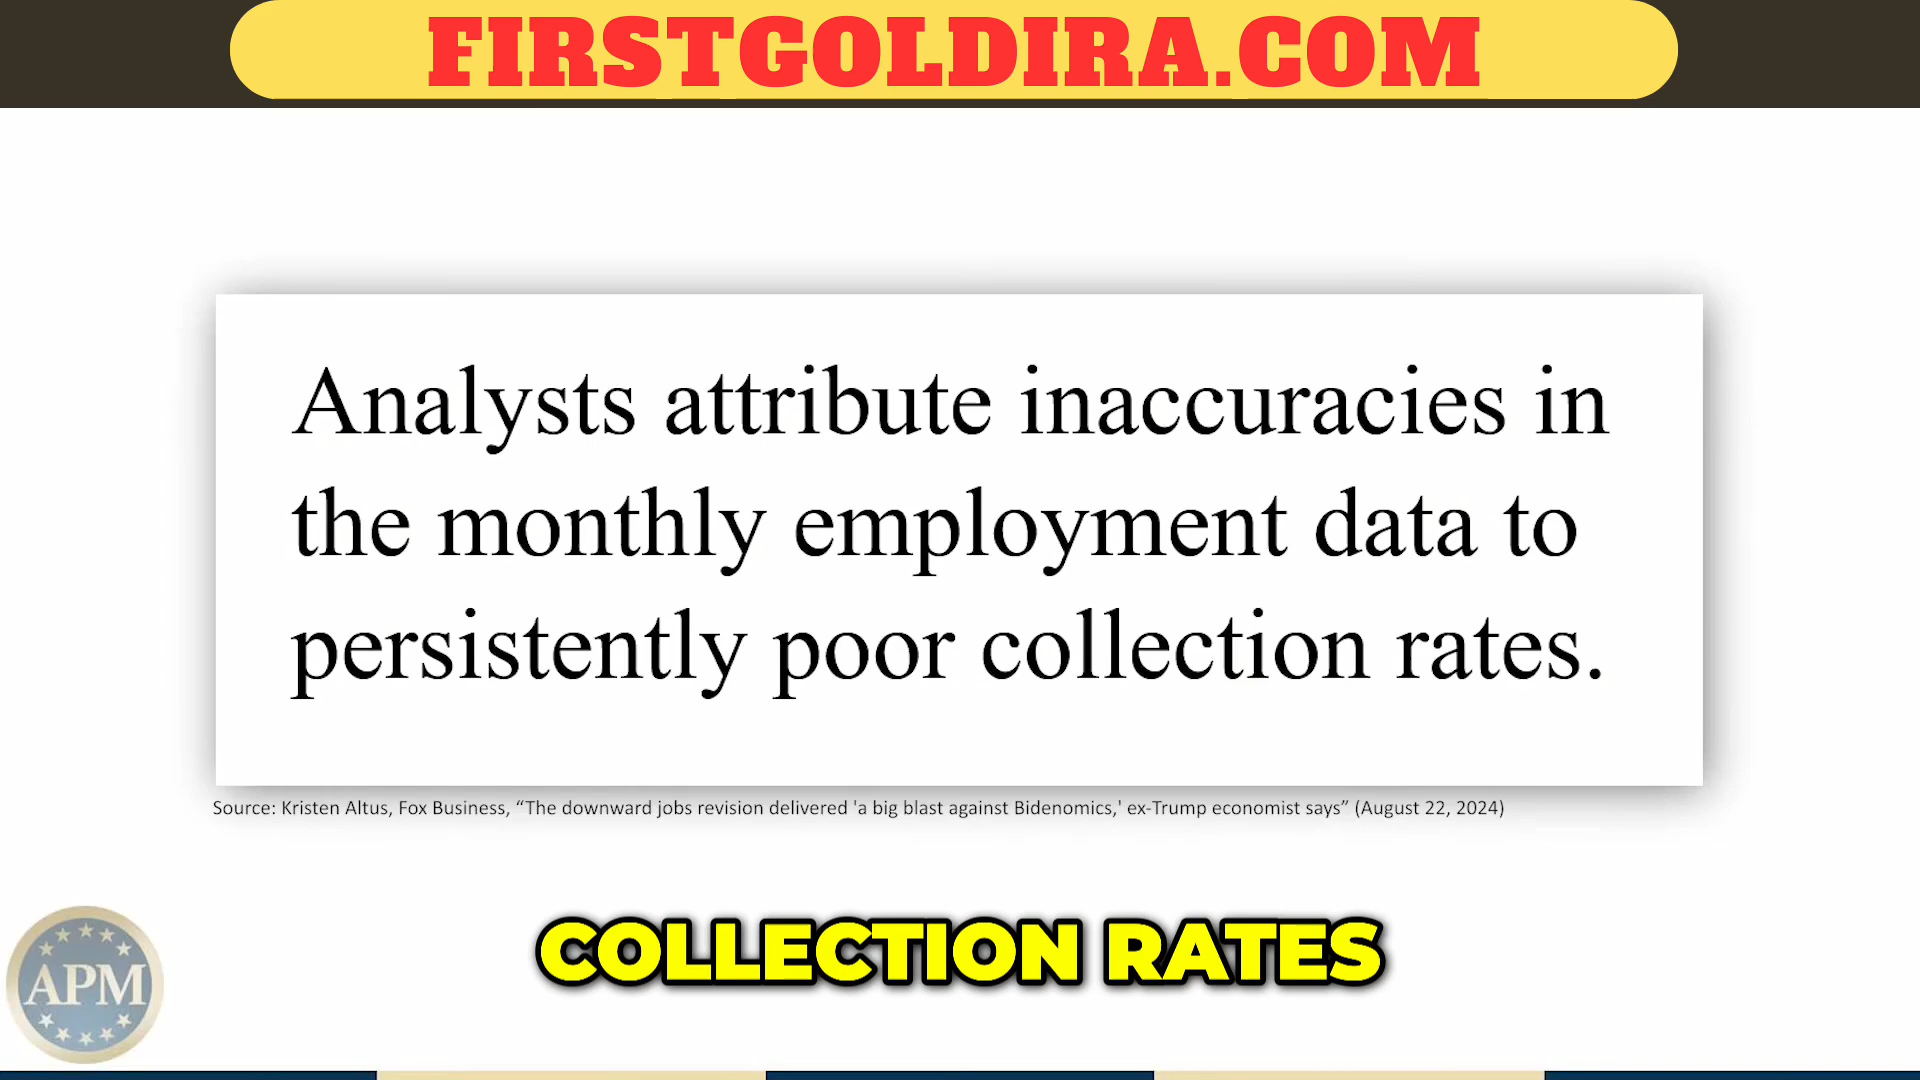 FIRSTGOLDIRA.COM
Analysts attribute inaccuracies in
the monthly employment data to
persistently poor collection rates.
Source: Kristen Altus, Fox Business, “The downward jobs revision delivered 'a big blast against Bidenomics,' ex-Trump economist says” (August 22, 2024)
COLLECTION RATES
APM